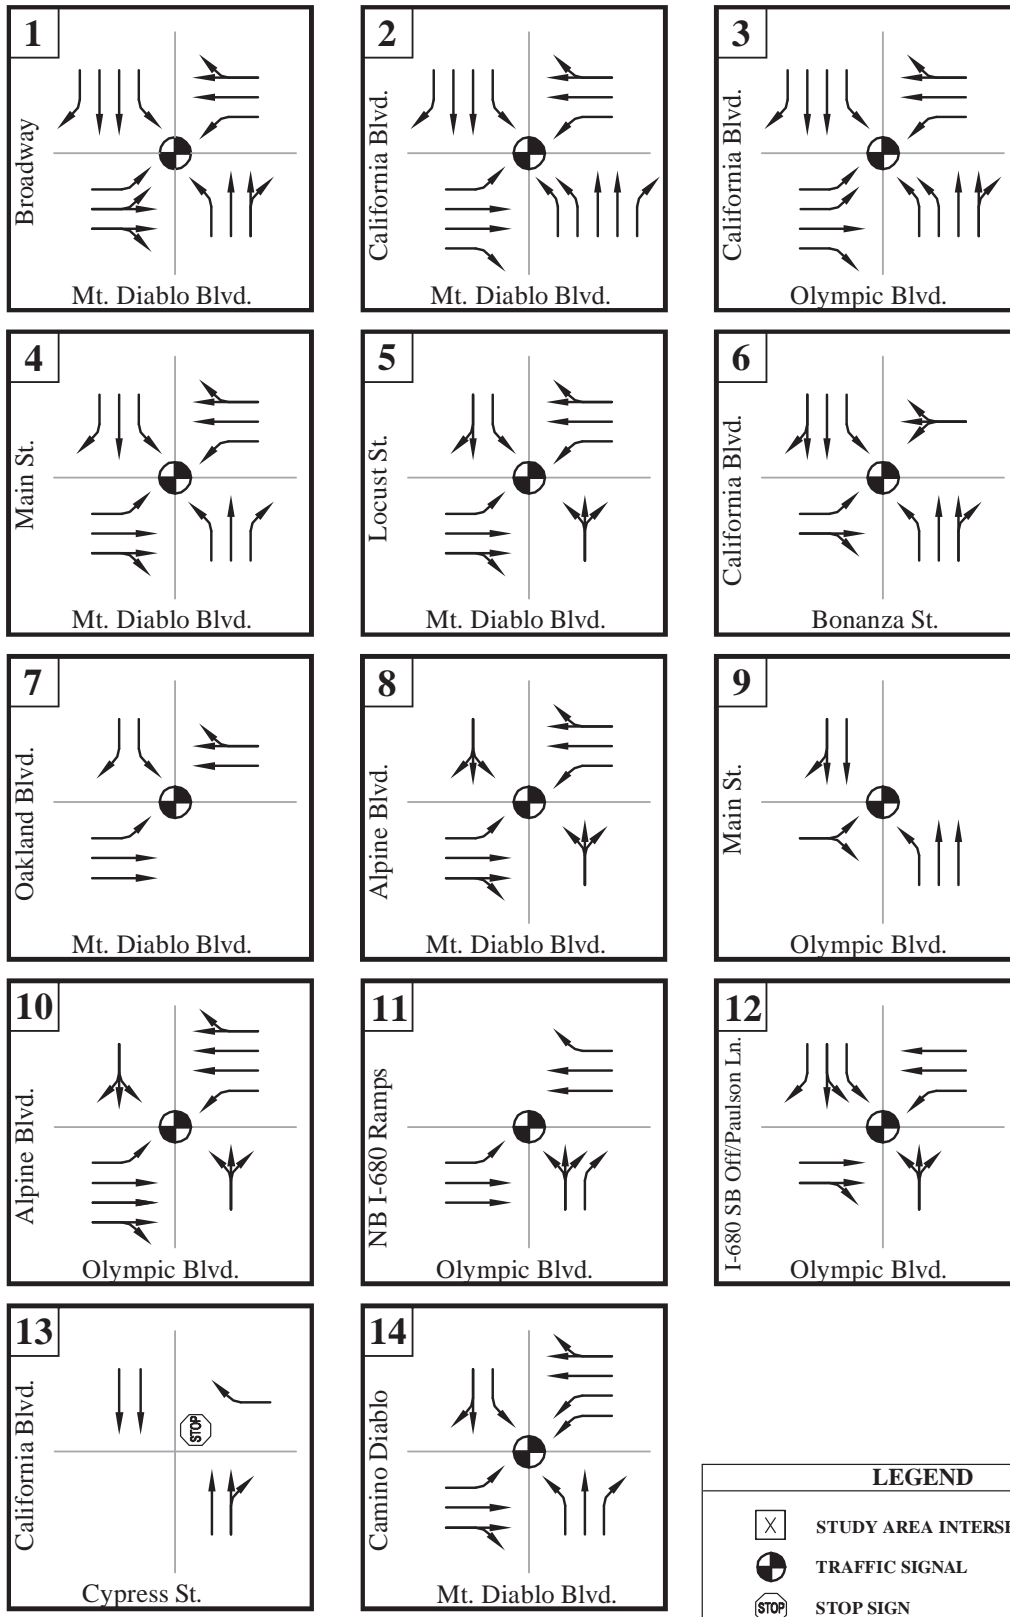 1
Broadway
Mt. Diablo Blvd.
2
California Blvd.
Mt. Diablo Blvd.
3
California Blvd.
Olympic Blvd.
4
Main St.
Mt. Diablo Blvd.
5
Locust St.
Mt. Diablo Blvd.
6
California Blvd.
Bonanza St.
7
Oakland Blvd.
Mt. Diablo Blvd.
8
Alpine Blvd.
Mt. Diablo Blvd.
9
Main St.
Olympic Blvd.
10
Alpine Blvd.
Olympic Blvd.
11
NB I-680 Ramps
Olympic Blvd.
12
I-680 SB Off/Paulson Ln.
Olympic Blvd.
13
California Blvd.
STOP
Cypress St.
14
Camino Diablo
Mt. Diablo Blvd.
LEGEND
X STUDY AREA INTERSE
TRAFFIC SIGNAL
STOP STOP SIGN